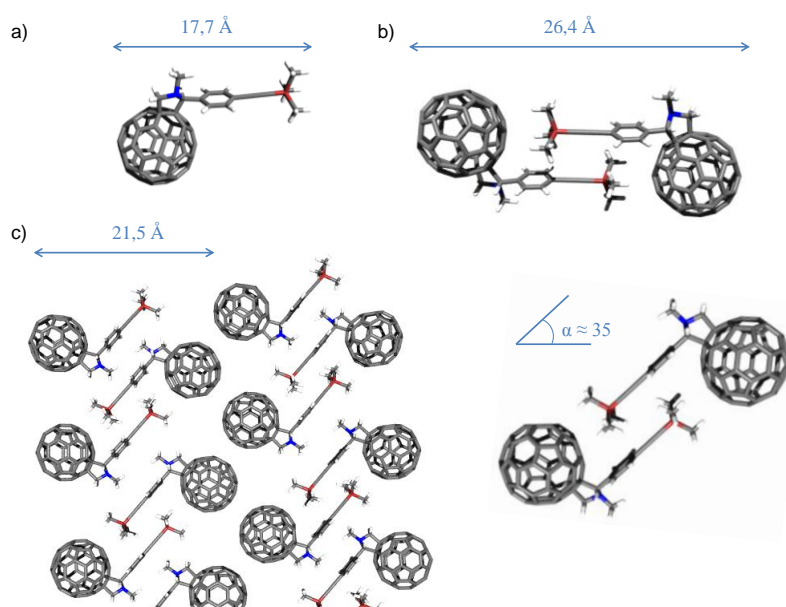 a)
17,7 Å
b)
26,4 Å
c)
21,5 Å
α ≈ 35